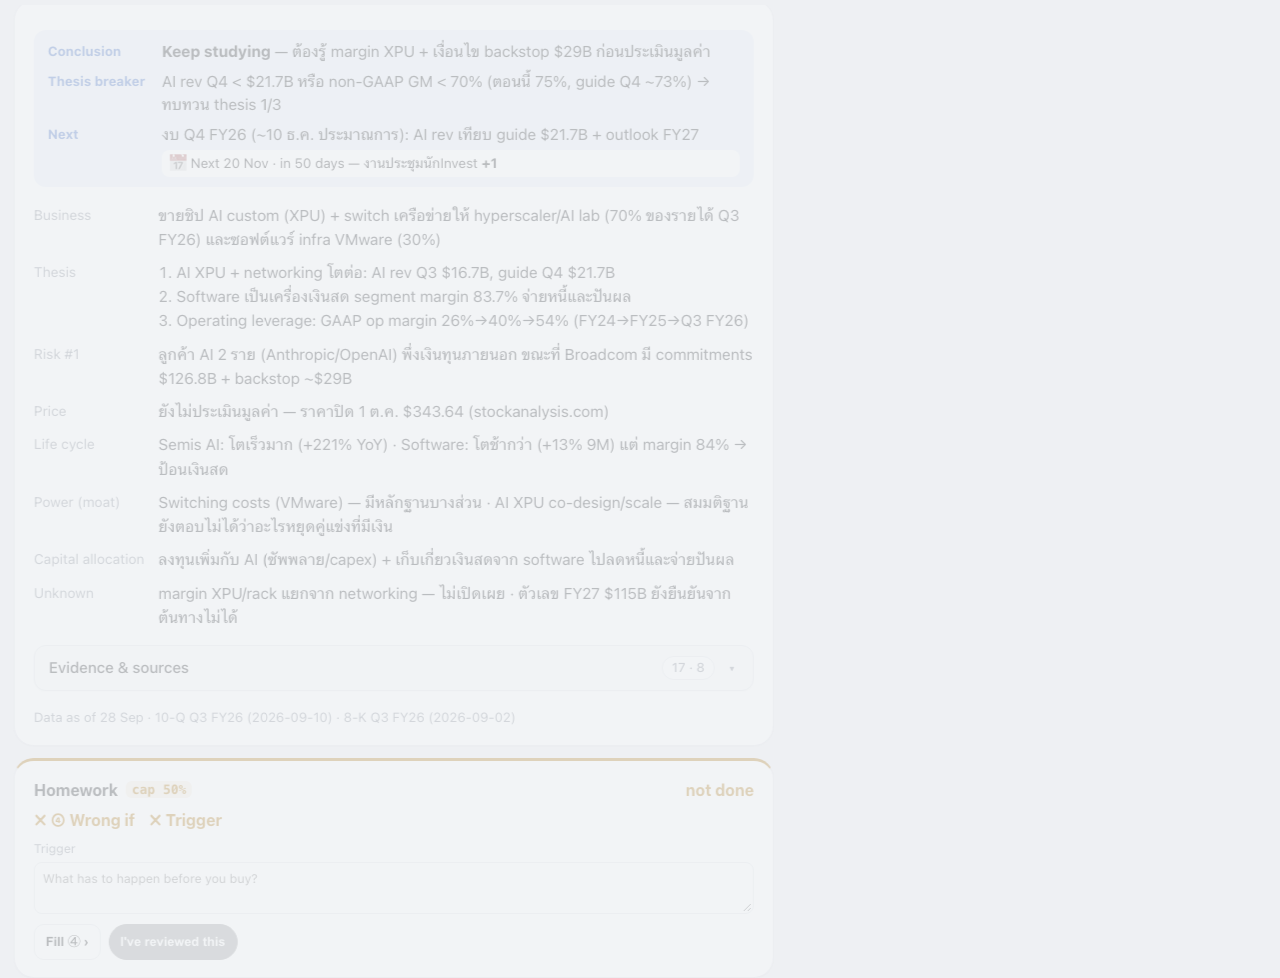 Conclusion Keep studying — ต้องรู้ margin XPU + เงื่อนไข backstop $29B ก่อนประเมินมูลค่า
Thesis breaker AI rev Q4 < $21.7B หรือ non-GAAP GM < 70% (ตอนนี้ 75%, guide Q4 ~73%) →
ทบทวน thesis 1/3
Next งบ Q4 FY26 (~10 ธ.ค. ประมาณการ): AI rev เทียบ guide $21.7B + outlook FY27
📅 Next 20 Nov · in 50 days — งานประชุมนักInvest +1
Business ขายชิป AI custom (XPU) + switch เครือข่ายให้ hyperscaler/AI lab (70% ของรายได้ Q3
FY26) และซอฟต์แวร์ infra VMware (30%)
Thesis 1. AI XPU + networking โตต่อ: AI rev Q3 $16.7B, guide Q4 $21.7B
2. Software เป็นเครื่องเงินสด segment margin 83.7% จ่ายหนี้และปันผล
3. Operating leverage: GAAP op margin 26%→40%→54% (FY24→FY25→Q3 FY26)
Risk #1 ลูกค้า AI 2 ราย (Anthropic/OpenAI) พึ่งเงินทุนภายนอก ขณะที่ Broadcom มี commitments
$126.8B + backstop ~$29B
Price ยังไม่ประเมินมูลค่า — ราคาปิด 1 ต.ค. $343.64 (stockanalysis.com)
Life cycle Semis AI: โตเร็วมาก (+221% YoY) · Software: โตช้ากว่า (+13% 9M) แต่ margin 84% →
ป้อนเงินสด
Power (moat) Switching costs (VMware) — มีหลักฐานบางส่วน · AI XPU co-design/scale — สมมติฐาน
ยังตอบไม่ได้ว่าอะไรหยุดคู่แข่งที่มีเงิน
Capital allocation ลงทุนเพิ่มกับ AI (ซัพพลาย/capex) + เก็บเกี่ยวเงินสดจาก software ไปลดหนี้และจ่ายปันผล
Unknown margin XPU/rack แยกจาก networking — ไม่เปิดเผย · ตัวเลข FY27 $115B ยังยืนยันจาก
ต้นทางไม่ได้
Evidence & sources 17 · 8 ▾
Data as of 28 Sep · 10-Q Q3 FY26 (2026-09-10) · 8-K Q3 FY26 (2026-09-02)
Homework cap 50% not done
✕ ④ Wrong if ✕ Trigger
Trigger
What has to happen before you buy?
Fill ④ › I've reviewed this